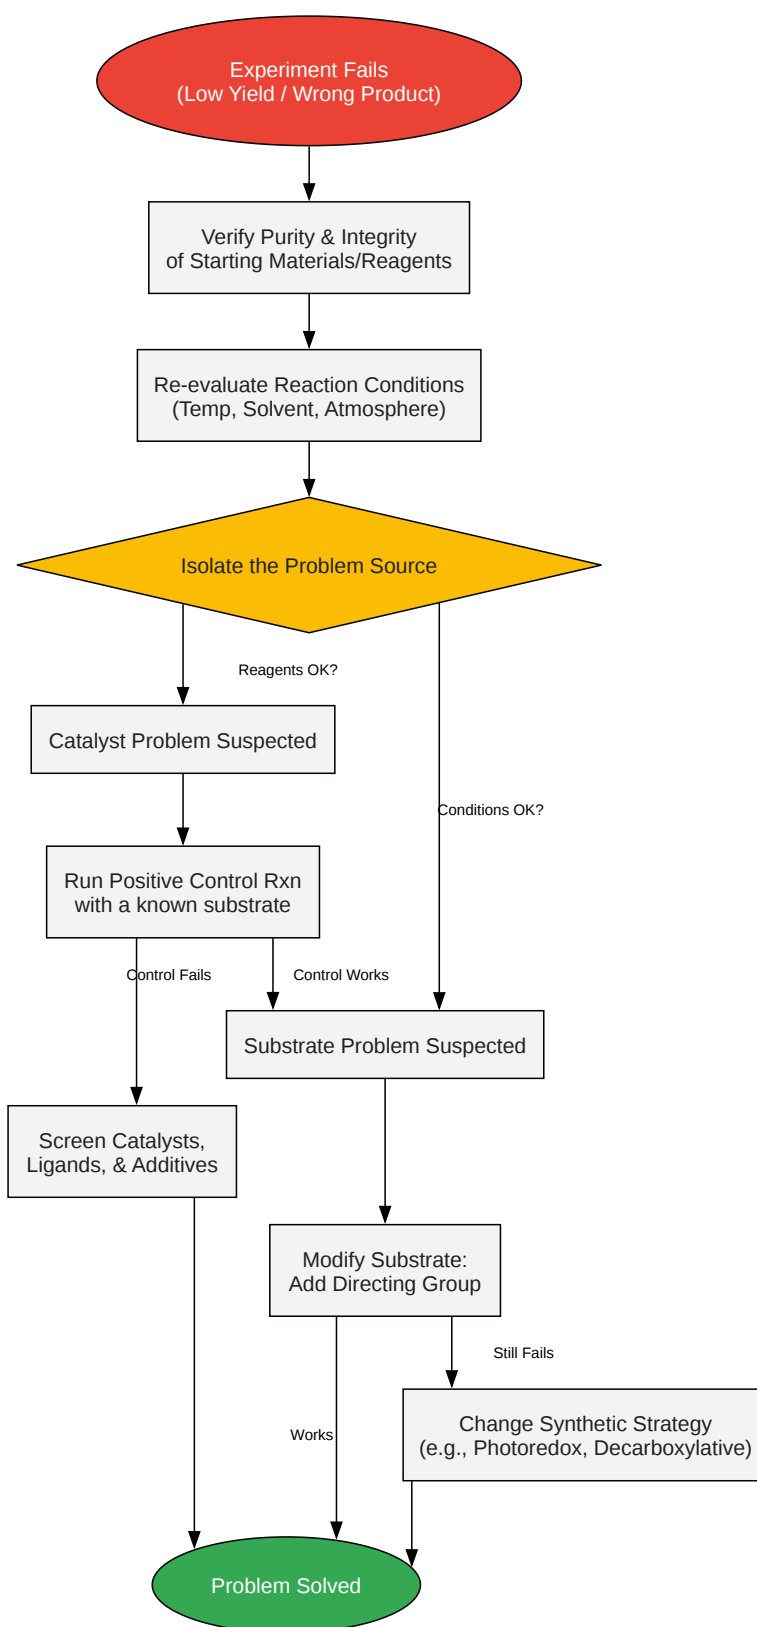 Experiment Fails
(Low Yield / Wrong Product)
Verify Purity & Integrity
of Starting Materials/Reagents
Re-evaluate Reaction Conditions
(Temp, Solvent, Atmosphere)
Isolate the Problem Source
Reagents OK?
Catalyst Problem Suspected
Conditions OK?
Run Positive Control Rxn
with a known substrate
Control Fails
Control Works
Substrate Problem Suspected
Screen Catalysts,
Ligands, & Additives
Modify Substrate:
Add Directing Group
Still Fails
Works
Change Synthetic Strategy
(e.g., Photoredox, Decarboxylative)
Problem Solved